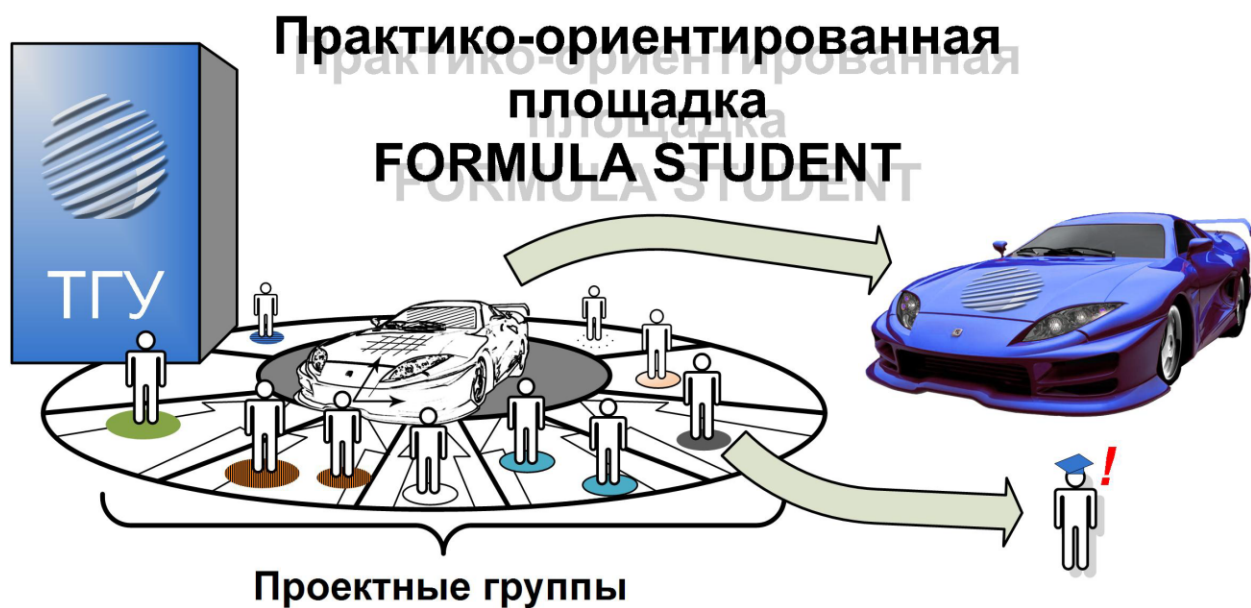 Практико-ориентированная
площадка
FORMULA STUDENT
ТГУ
!
Проектные группы